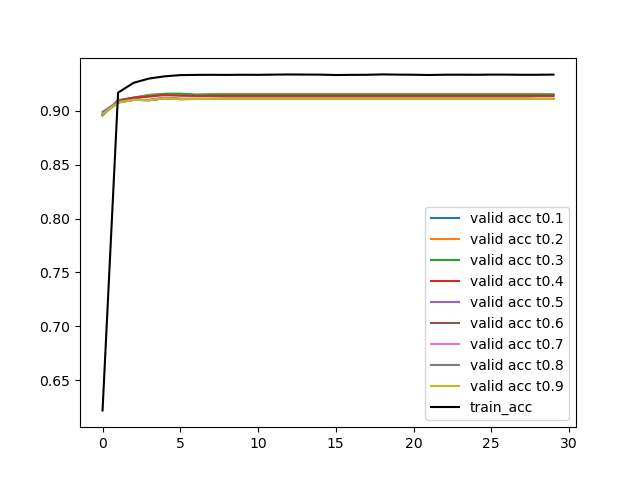 0.90
0.85
0.80
0.75
0.70
0.65
0 5 10 15 20 25 30
valid acc t0.1
valid acc t0.2
valid acc t0.3
valid acc t0.4
valid acc t0.5
valid acc t0.6
valid acc t0.7
valid acc t0.8
valid acc t0.9
train_acc